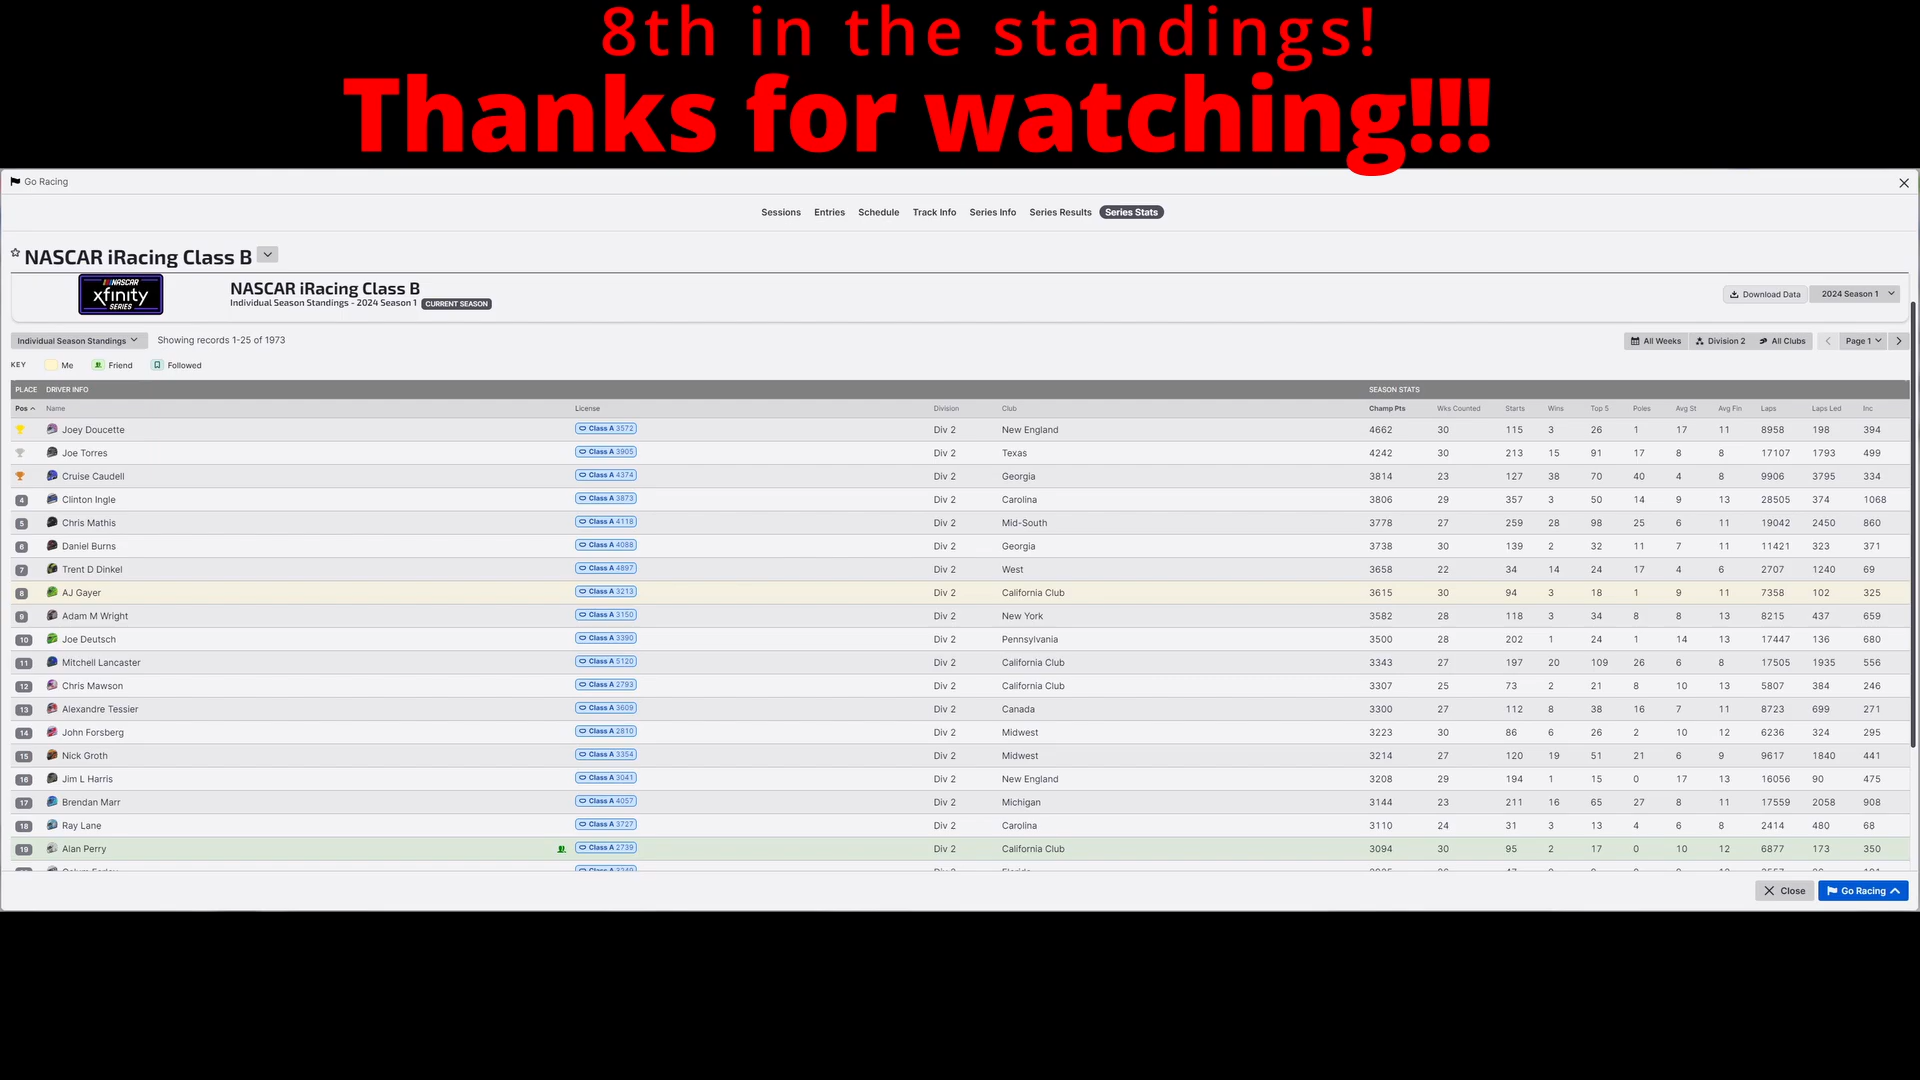 8th in the standings!
Thanks for watching!!!
Go Racing
Sessions Entries Schedule Track Info Series Info Series Results Series Stats
NASCAR iRacing Class B
NASCAR xfinity SERIES
NASCAR iRacing Class B
Individual Season Standings - 2024 Season 1 CURRENT SEASON
Download Data 2024 Season 1
Individual Season Standings Showing records 1-25 of 1973 All Weeks Division 2 All Clubs Page 1
KEY Me Friend Followed
PLACE DRIVER INFO SEASON STATS
Pos Name License Division Club Champ Pts Wks Counted Starts Wins Top 5 Poles Avg St Avg Fin Laps Laps Led Inc
Joey Doucette Class A 3572 Div 2 New England 4662 30 115 3 26 1 17 11 8958 198 394
Joe Torres Class A 3905 Div 2 Texas 4242 30 213 15 91 17 8 8 17107 1793 499
Cruise Caudell Class A 4374 Div 2 Georgia 3814 23 127 38 70 40 4 8 9906 3795 334
4 Clinton Ingle Class A 3873 Div 2 Carolina 3806 29 357 3 50 14 9 13 28505 374 1068
5 Chris Mathis Class A 4118 Div 2 Mid-South 3778 27 259 28 98 25 6 11 19042 2450 860
6 Daniel Burns Class A 4088 Div 2 Georgia 3738 30 139 2 32 11 7 11 11421 323 371
7 Trent D Dinkel Class A 4897 Div 2 West 3658 22 34 14 24 17 4 6 2707 1240 69
8 AJ Gayer Class A 3213 Div 2 California Club 3615 30 94 3 18 1 9 11 7358 102 325
9 Adam M Wright Class A 3150 Div 2 New York 3582 28 118 3 34 8 8 13 8215 437 659
10 Joe Deutsch Class A 3390 Div 2 Pennsylvania 3500 28 202 1 24 1 14 13 17447 136 680
11 Mitchell Lancaster Class A 5120 Div 2 California Club 3343 27 197 20 109 26 6 8 17505 1935 556
12 Chris Mawson Class A 2793 Div 2 California Club 3307 25 73 2 21 8 10 13 5807 384 246
13 Alexandre Tessier Class A 3609 Div 2 Canada 3300 27 112 8 38 16 7 11 8723 699 271
14 John Forsberg Class A 2810 Div 2 Midwest 3223 30 86 6 26 2 10 12 6236 324 295
15 Nick Groth Class A 3354 Div 2 Midwest 3214 27 120 19 51 21 6 9 9617 1840 441
16 Jim L Harris Class A 3041 Div 2 New England 3208 29 194 1 15 0 17 13 16056 90 475
17 Brendan Marr Class A 4057 Div 2 Michigan 3144 23 211 16 65 27 8 11 17559 2058 908
18 Ray Lane Class A 3727 Div 2 Carolina 3110 24 31 3 13 4 6 8 2414 480 68
19 Alan Perry Class A 2739 Div 2 California Club 3094 30 95 2 17 0 10 12 6877 173 350
Close Go Racing